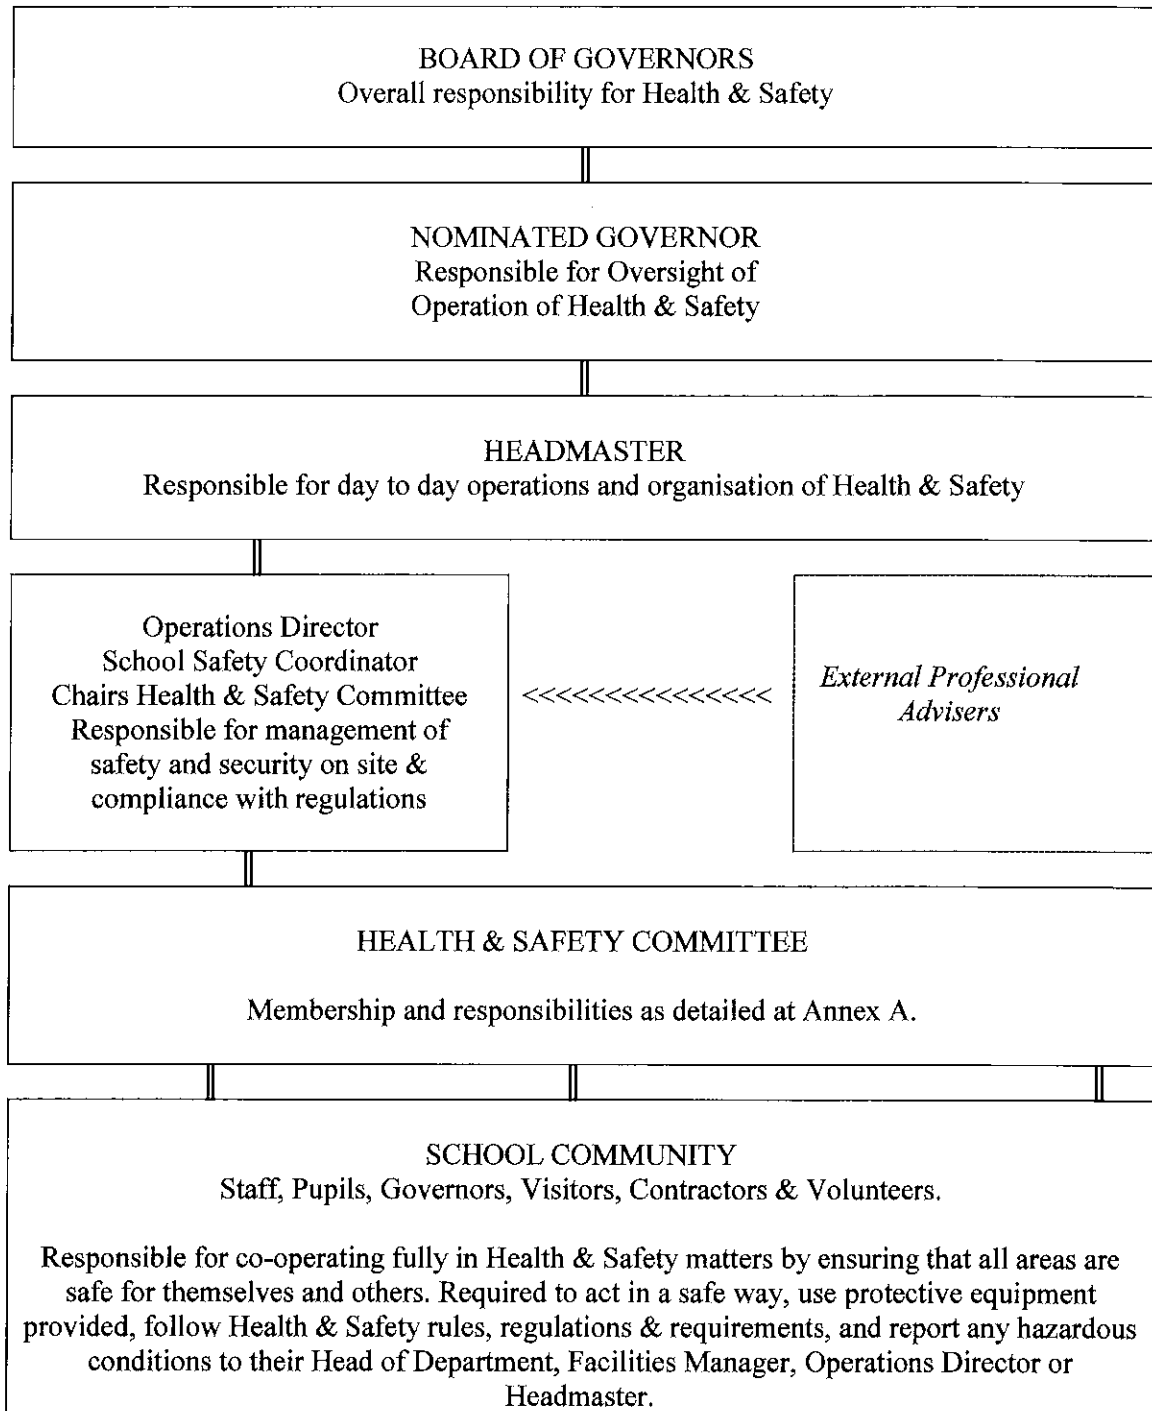 BOARD OF GOVERNORS
Overall responsibility for Health & Safety
NOMINATED GOVERNOR
Responsible for Oversight of
Operation of Health & Safety
HEADMASTER
Responsible for day to day operations and organisation of Health & Safety
Operations Director
School Safety Coordinator
Chairs Health & Safety Committee
Responsible for management of
safety and security on site &
compliance with regulations
<<<<<<<<<<<<<<<
External Professional
Advisers
HEALTH & SAFETY COMMITTEE
Membership and responsibilities as detailed at Annex A.
SCHOOL COMMUNITY
Staff, Pupils, Governors, Visitors, Contractors & Volunteers.
Responsible for co-operating fully in Health & Safety matters by ensuring that all areas are
safe for themselves and others. Required to act in a safe way, use protective equipment
provided, follow Health & Safety rules, regulations & requirements, and report any hazardous
conditions to their Head of Department, Facilities Manager, Operations Director or
Headmaster.